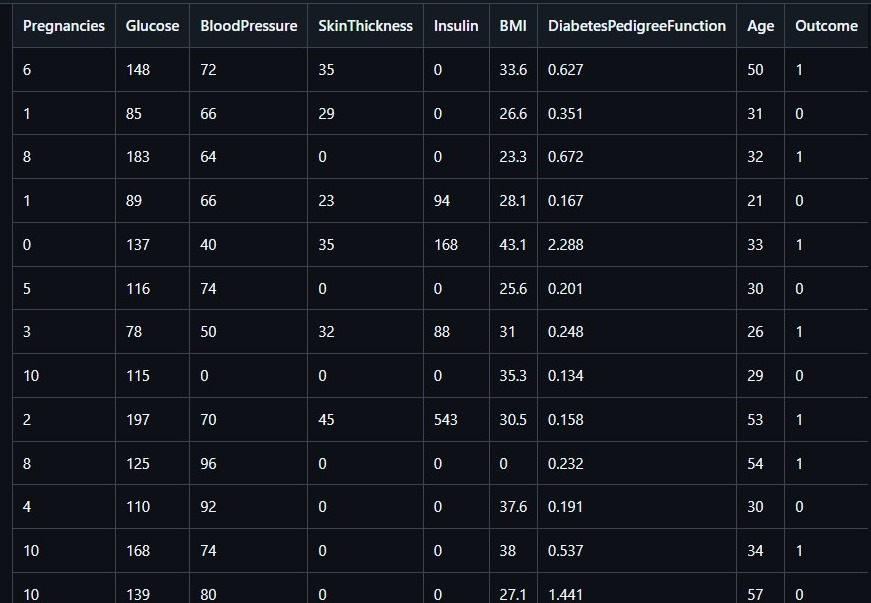 Pregnancies Glucose BloodPressure SkinThickness Insulin BMI DiabetesPedigreeFunction Age Outcome
6 148 72 35 0 33.6 0.627 50 1
1 85 66 29 0 26.6 0.351 31 0
8 183 64 0 0 23.3 0.672 32 1
1 89 66 23 94 28.1 0.167 21 0
0 137 40 35 168 43.1 2.288 33 1
5 116 74 0 0 25.6 0.201 30 0
3 78 50 32 88 31 0.248 26 1
10 115 0 0 0 35.3 0.134 29 0
2 197 70 45 543 30.5 0.158 53 1
8 125 96 0 0 0 0.232 54 1
4 110 92 0 0 37.6 0.191 30 0
10 168 74 0 0 38 0.537 34 1
10 139 80 0 0 27.1 1.441 57 0